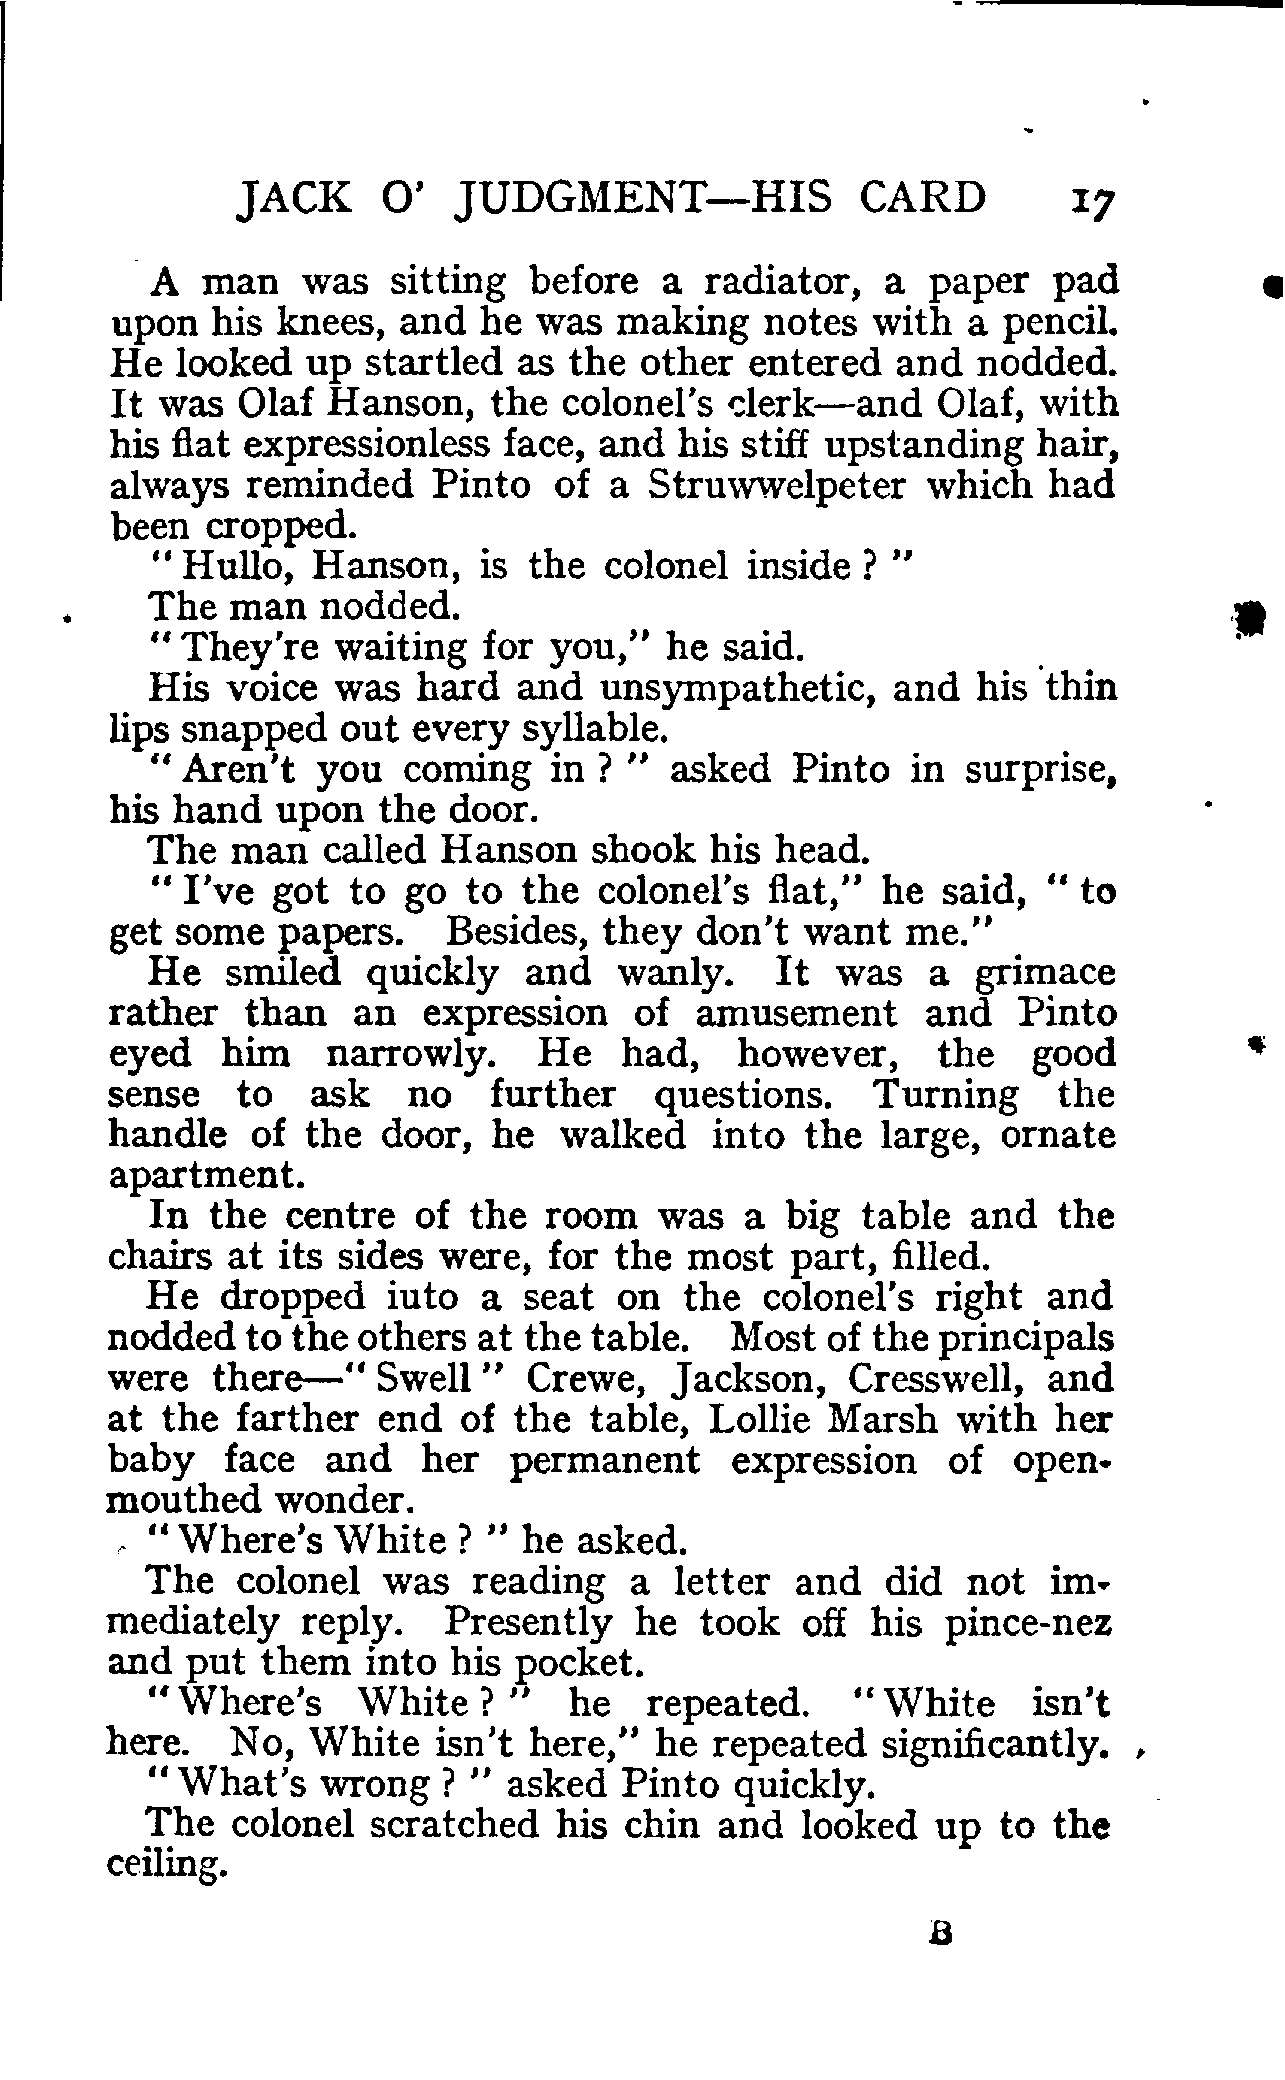 JACK O' JUDGMENT—HIS CARD 17
A man was sitting before a radiator, a paper pad
upon his knees, and he was making notes with a pencil.
He looked up startled as the other entered and nodded.
It was Olaf Hanson, the colonel's clerk—and Olaf, with
his flat expressionless face, and his stiff upstanding hair,
always reminded Pinto of a Struwwelpeter which had
been cropped.
"Hullo, Hanson, is the colonel inside ? "
The man nodded.
"They're waiting for you," he said.
His voice was hard and unsympathetic, and his thin
lips snapped out every syllable.
"Aren't you coming in ? " asked Pinto in surprise,
his hand upon the door.
The man called Hanson shook his head.
"I've got to go to the colonel's flat," he said, "to
get some papers. Besides, they don't want me."
He smiled quickly and wanly. It was a grimace
rather than an expression of amusement and Pinto
eyed him narrowly. He had, however, the good
sense to ask no further questions. Turning the
handle of the door, he walked into the large, ornate
apartment.
In the centre of the room was a big table and the
chairs at its sides were, for the most part, filled.
He dropped iuto a seat on the colonel's right and
nodded to the others at the table. Most of the principals
were there—"Swell" Crewe, Jackson, Cresswell, and
at the farther end of the table, Lollie Marsh with her
baby face and her permanent expression of open-
mouthed wonder.
"Where's White ? " he asked.
The colonel was reading a letter and did not im-
mediately reply. Presently he took off his pince-nez
and put them into his pocket.
"Where's White ? " he repeated. "White isn't
here. No, White isn't here," he repeated significantly.
"What's wrong ? " asked Pinto quickly.
The colonel scratched his chin and looked up to the
ceiling.
B